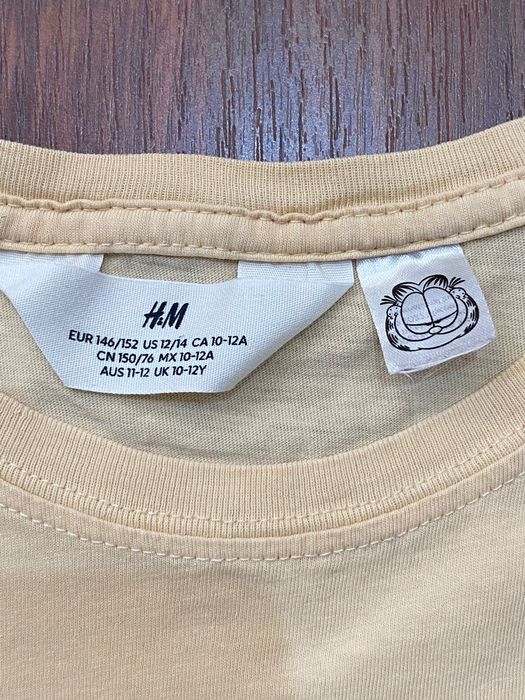 H&M
EUR 146/152 US 12/14 CA 10-12A
CN 150/76 MX 10-12A
AUS 11-12 UK 10-12Y